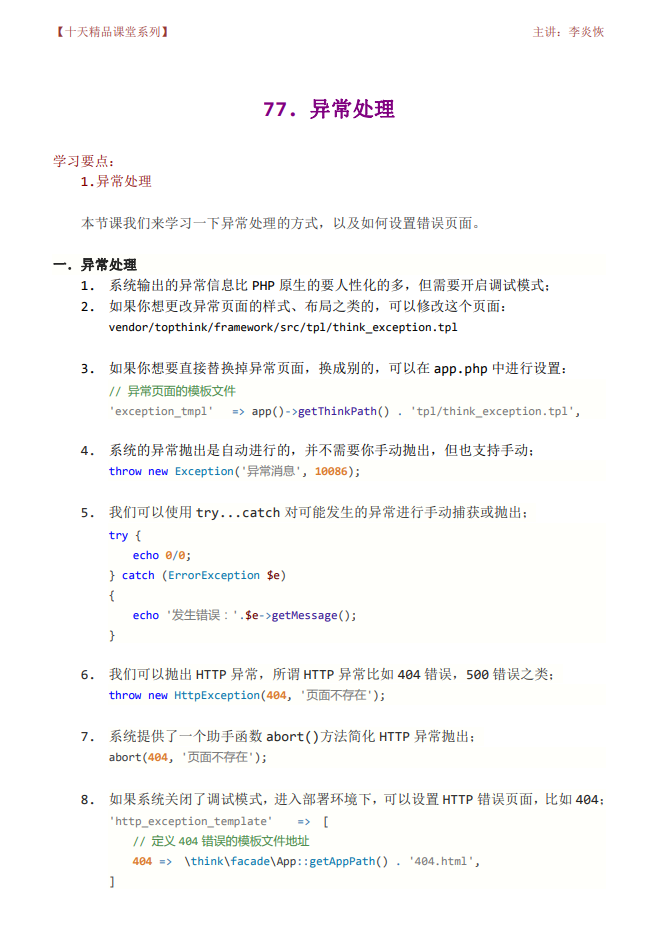 【十天精品课堂系列】 主讲：李炎恢
77. 异常处理
学习要点：
1.异常处理
本节课我们来学习一下异常处理的方式，以及如何设置错误页面。
一. 异常处理
1. 系统输出的异常信息比 PHP 原生的要人性化的多，但需要开启调试模式；
2. 如果你想更改异常页面的样式、布局之类的，可以修改这个页面：
vendor/topthink/framework/src/tpl/think_exception.tpl
3. 如果你想要直接替换掉异常页面，换成别的，可以在 app.php 中进行设置：
// 异常页面的模板文件
'exception_tmpl' => app()->getThinkPath() . 'tpl/think_exception.tpl',
4. 系统的异常抛出是自动进行的，并不需要你手动抛出，但也支持手动；
throw new Exception('异常消息', 10086);
5. 我们可以使用 try...catch 对可能发生的异常进行手动捕获或抛出；
try {
echo 0/0;
} catch (ErrorException $e)
{
echo '发生错误：'.$e->getMessage();
}
6. 我们可以抛出 HTTP 异常，所谓 HTTP 异常比如 404 错误，500 错误之类；
throw new HttpException(404, '页面不存在');
7. 系统提供了一个助手函数 abort()方法简化 HTTP 异常抛出；
abort(404, '页面不存在');
8. 如果系统关闭了调试模式，进入部署环境下，可以设置 HTTP 错误页面，比如 404；
'http_exception_template' => [
// 定义 404 错误的模板文件地址
404 => \think\facade\App::getAppPath() . '404.html',
]